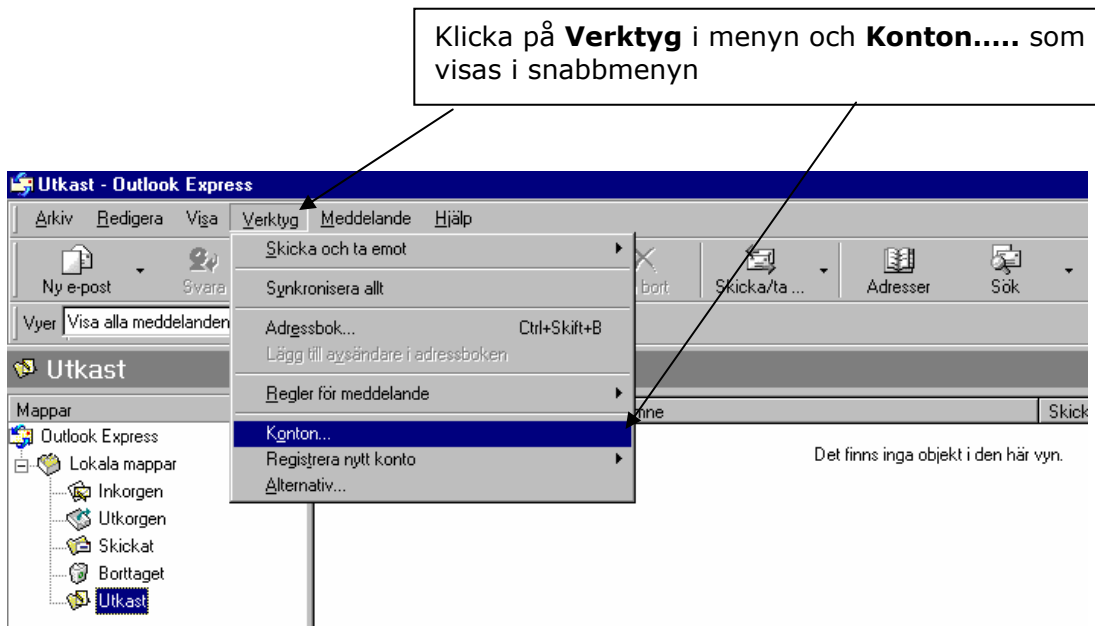 Klicka på Verktyg i menyn och Konton..... som
visas i snabbmenyn
Utkast - Outlook Express
Arkiv Redigera Visa Verktyg Meddelande Hjälp
Ny e-post Svara bort Skicka/ta ... Adresser Sök
Vyer Visa alla meddelanden
Utkast
Skicka och ta emot
Synkronisera allt
Adressbok... Ctrl+Skift+B
Lägg till avsändare i adressboken
Regler för meddelande
Konton...
Registrera nytt konto
Alternativ...
Mappar mne Skick
Outlook Express
Lokala mappar
Inkorgen
Utkorgen
Skickat
Borttaget
Utkast
Det finns inga objekt i den här vyn.